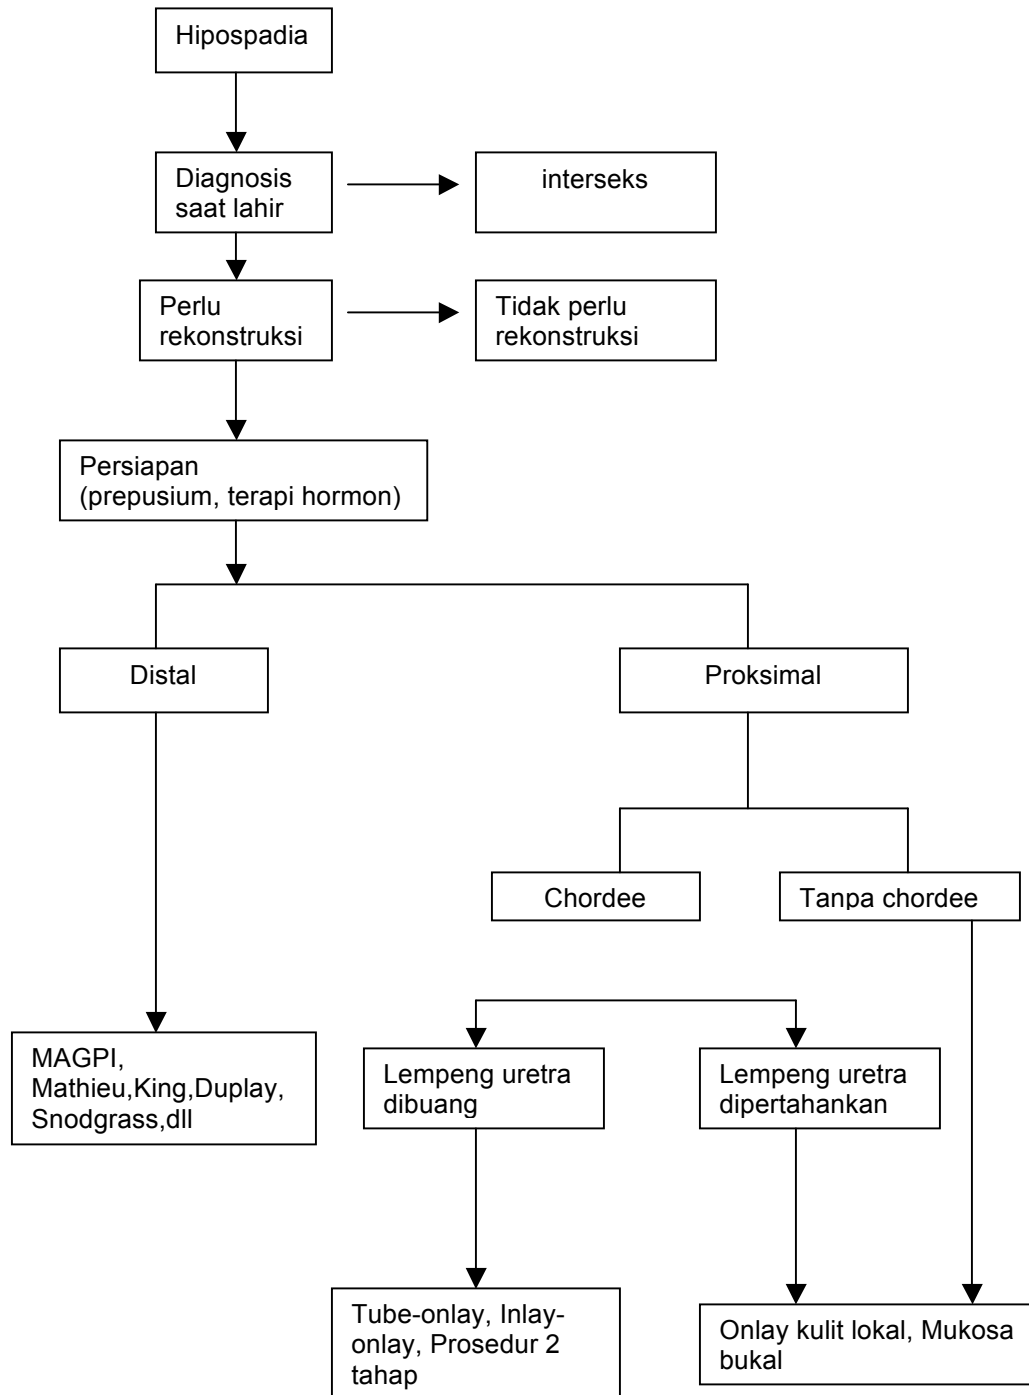 Hipospadia
Diagnosis
saat lahir
interseks
Perlu
rekonstruksi
Tidak perlu
rekonstruksi
Persiapan
(prepusium, terapi hormon)
Distal
Proksimal
Chordee
Tanpa chordee
MAGPI,
Mathieu,King,Duplay,
Snodgrass,dll
Lempeng uretra
dibuang
Lempeng uretra
dipertahankan
Tube-onlay, Inlay-
onlay, Prosedur 2
tahap
Onlay kulit lokal, Mukosa
bukal